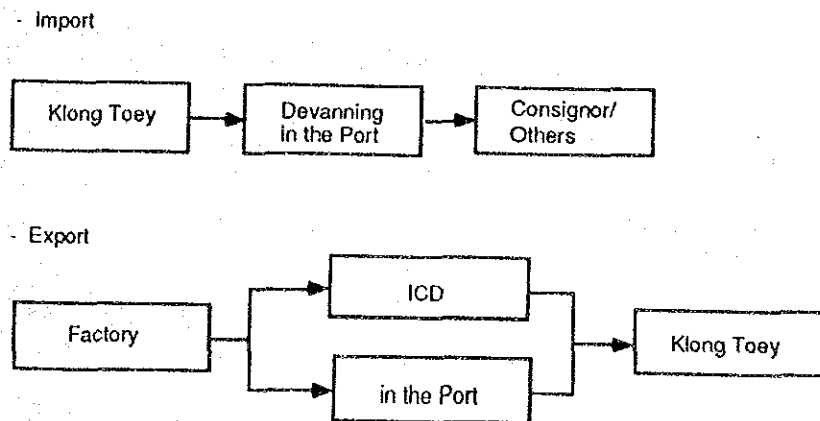 - Import
Klong Toey
Devanning
in the Port
Consignor/
Others
- Export
Factory
ICD
in the Port
Klong Toey